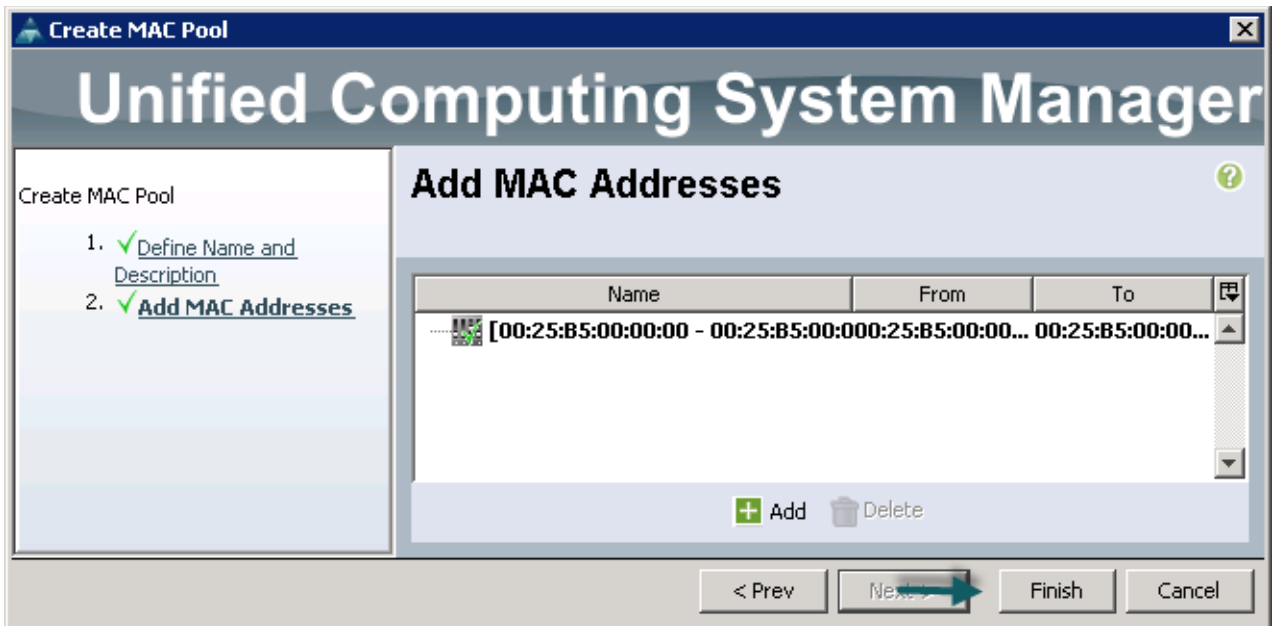 Create MAC Pool
Unified Computing System Manager
Create MAC Pool
1. Define Name and
Description
2. Add MAC Addresses
Add MAC Addresses
Name From To
[00:25:B5:00:00:00 - 00:25:B5:00:000:25:B5:00:00... 00:25:B5:00:00...
Add Delete
< Prev Next > Finish Cancel